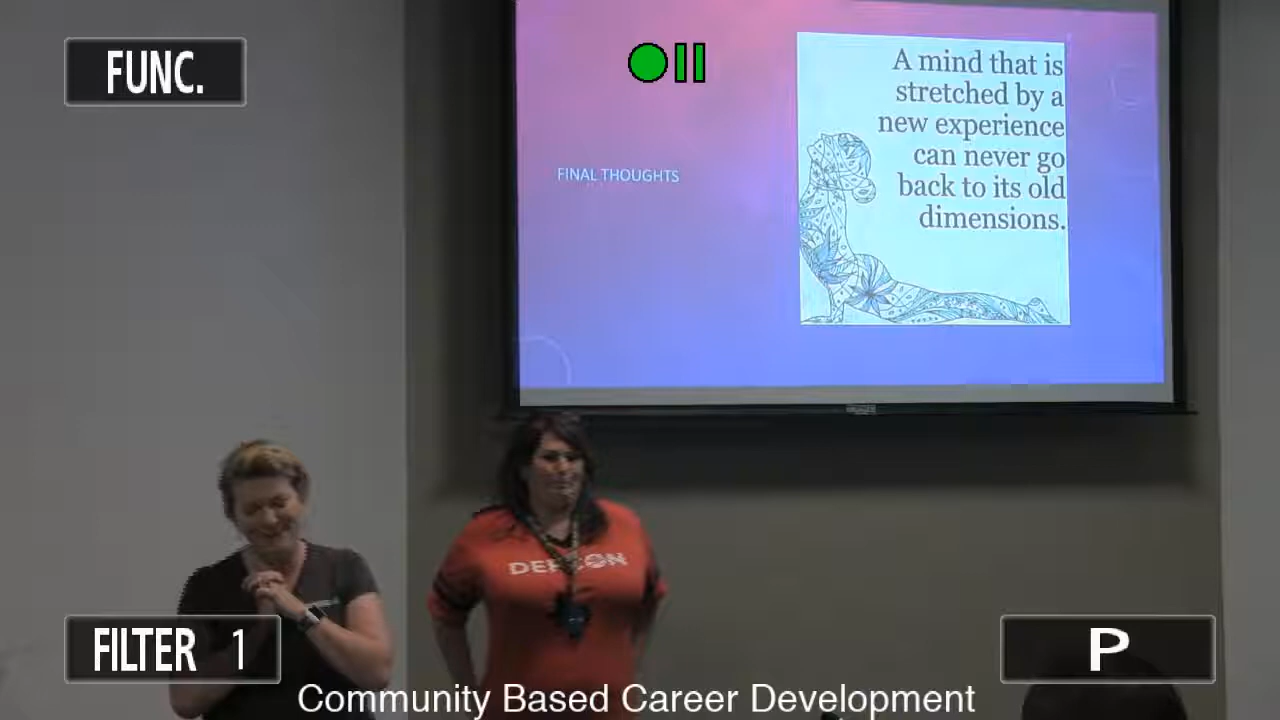 FUNC.
A mind that is
stretched by a
new experience
can never go
back to its old
dimensions.
FINAL THOUGHTS
DEFCON
FILTER 1
P
Community Based Career Development